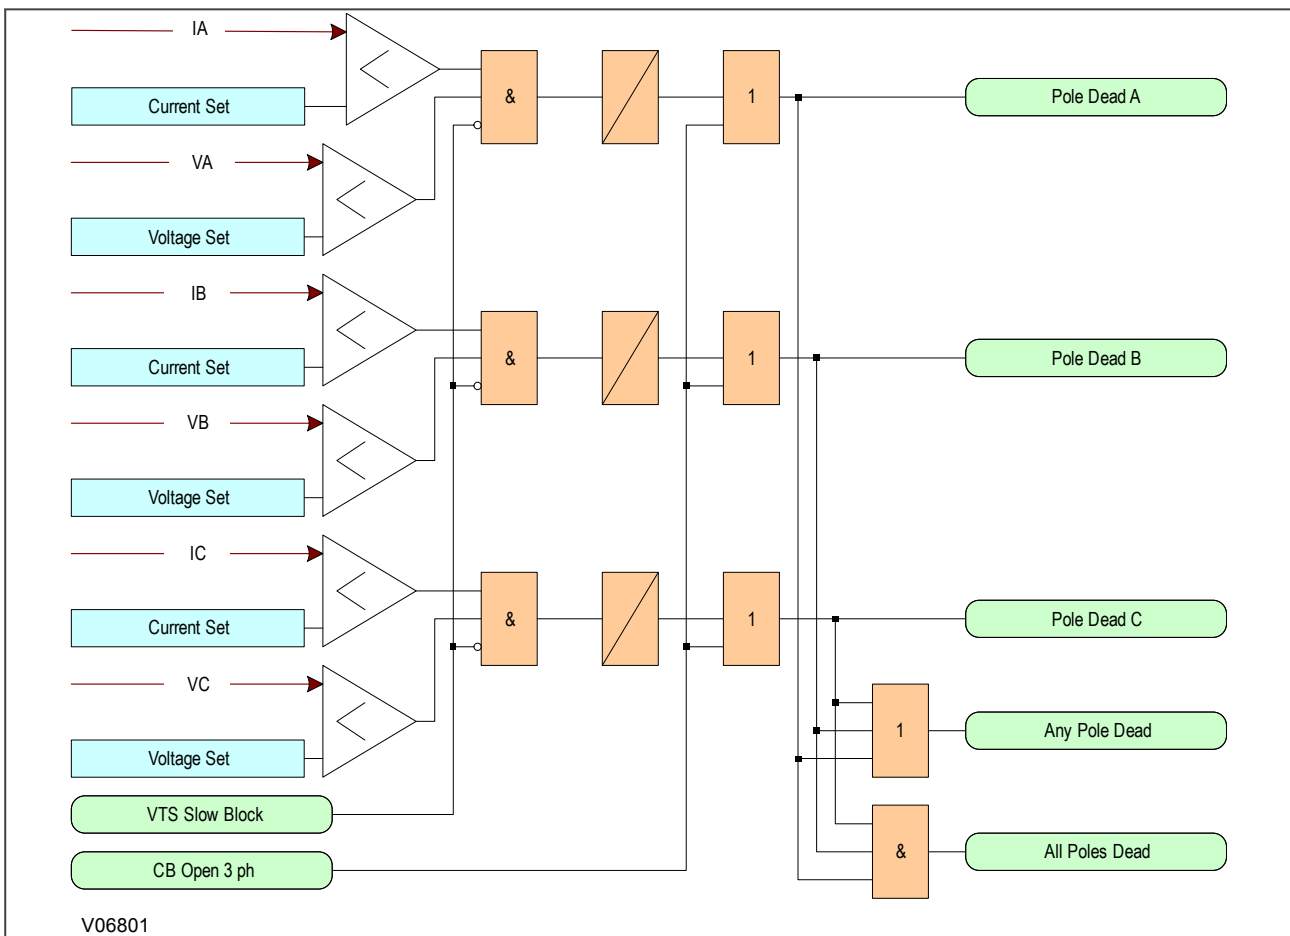 IA
Current Set
&
1
Pole Dead A
VA
Voltage Set
IB
Current Set
&
1
Pole Dead B
VB
Voltage Set
IC
Current Set
&
1
Pole Dead C
VC
Voltage Set
1
Any Pole Dead
VTS Slow Block
CB Open 3 ph
&
All Poles Dead
V06801